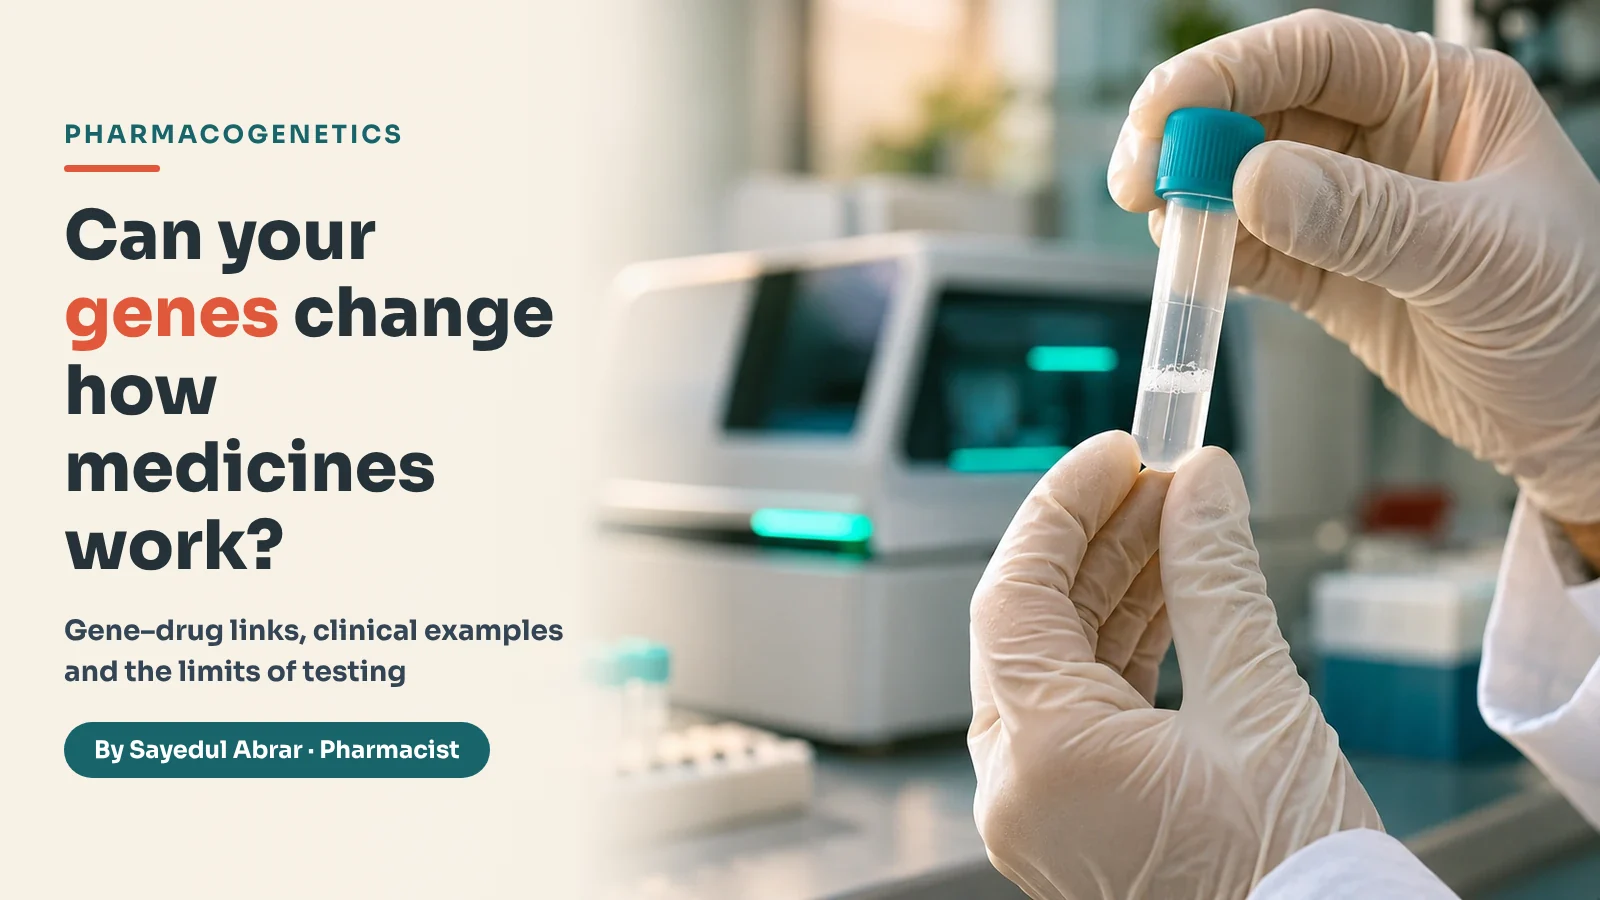 PHARMACOGENETICS
Can your
genes change
how
medicines
work?
Gene–drug links, clinical examples
and the limits of testing
By Sayedul Abrar · Pharmacist